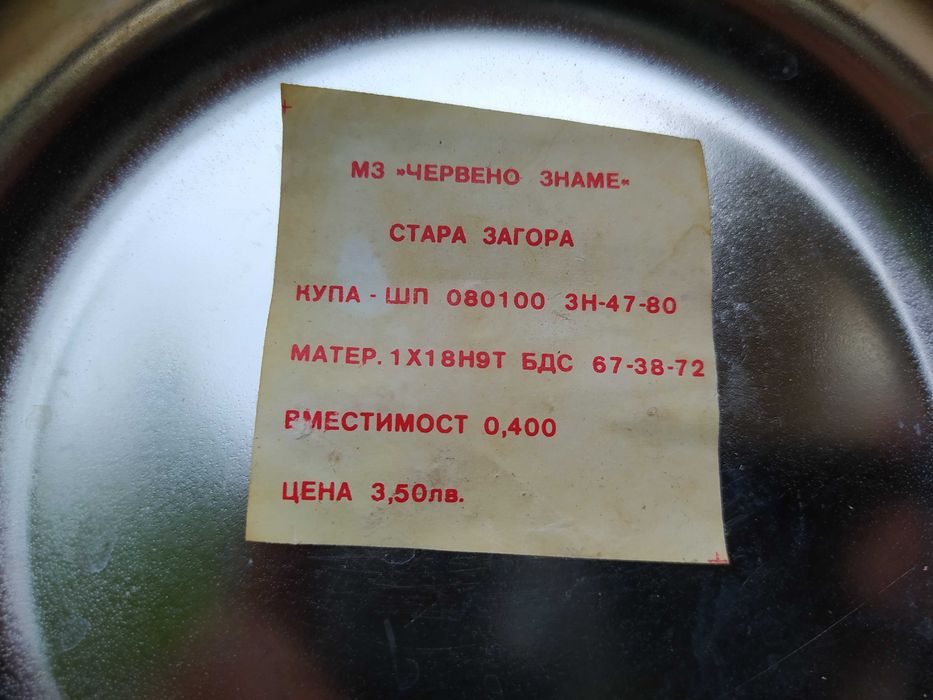 МЗ »ЧЕРВЕНО ЗНАМЕ«
СТАРА ЗАГОРА
КУПА - ШП 080100 ЗН-47-80
МАТЕР. 1Х18Н9Т БДС 67-38-72
ВМЕСТИМОСТ 0,400
ЦЕНА 3,50лв.